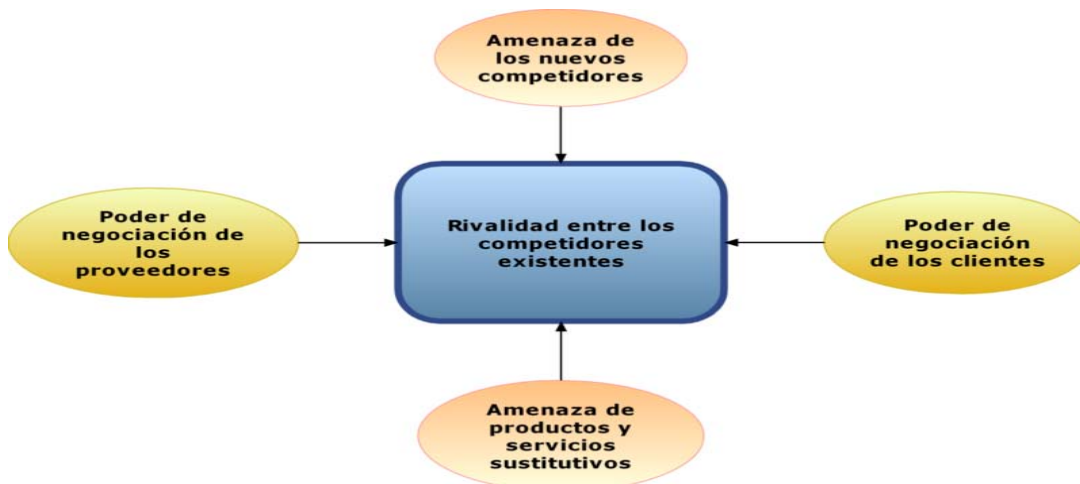 Amenaza de
los nuevos
competidores
Poder de
negociación de
los
proveedores
Rivalidad entre los
competidores
existentes
Poder de
negociación
de los clientes
Amenaza de
productos y
servicios
sustitutivos